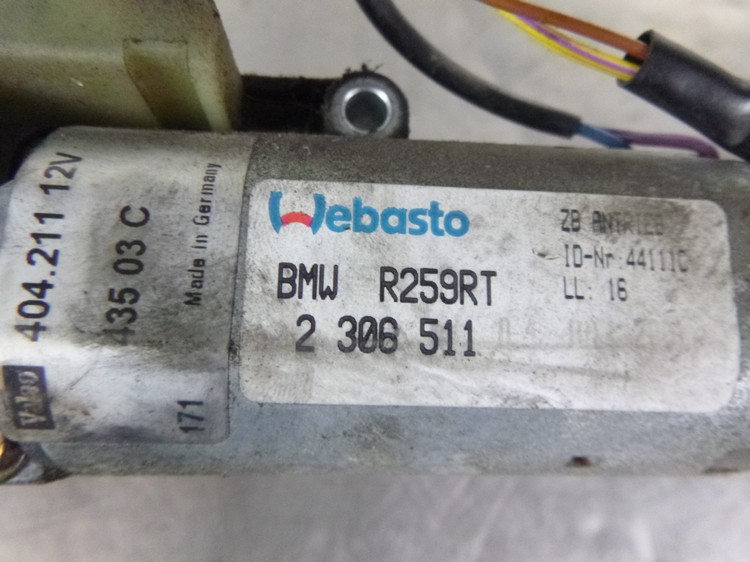 404.211 12V
435 03 C
Made in Germany
Valeo
171
Webasto
BMW R259RT
2 306 511
ZB
ID-Nr 44111C
LL: 16